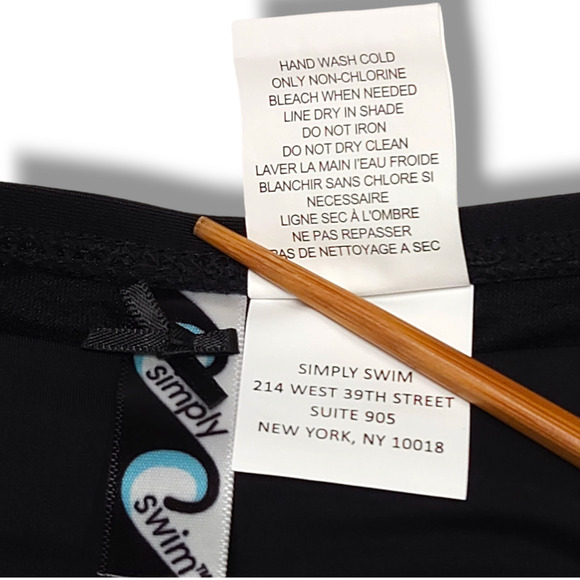 HAND WASH COLD
ONLY NON-CHLORINE
BLEACH WHEN NEEDED
LINE DRY IN SHADE
DO NOT IRON
DO NOT DRY CLEAN
LAVER LA MAIN I'EAU FROIDE
BLANCHIR SANS CHLORE SI
NECESSAIRE
LIGNE SEC À L'OMBRE
NE PAS REPASSER
PAS DE NETTOYAGE A SEC
SIMPLY SWIM
214 WEST 39TH STREET
SUITE 905
NEW YORK, NY 10018
simply
swim™